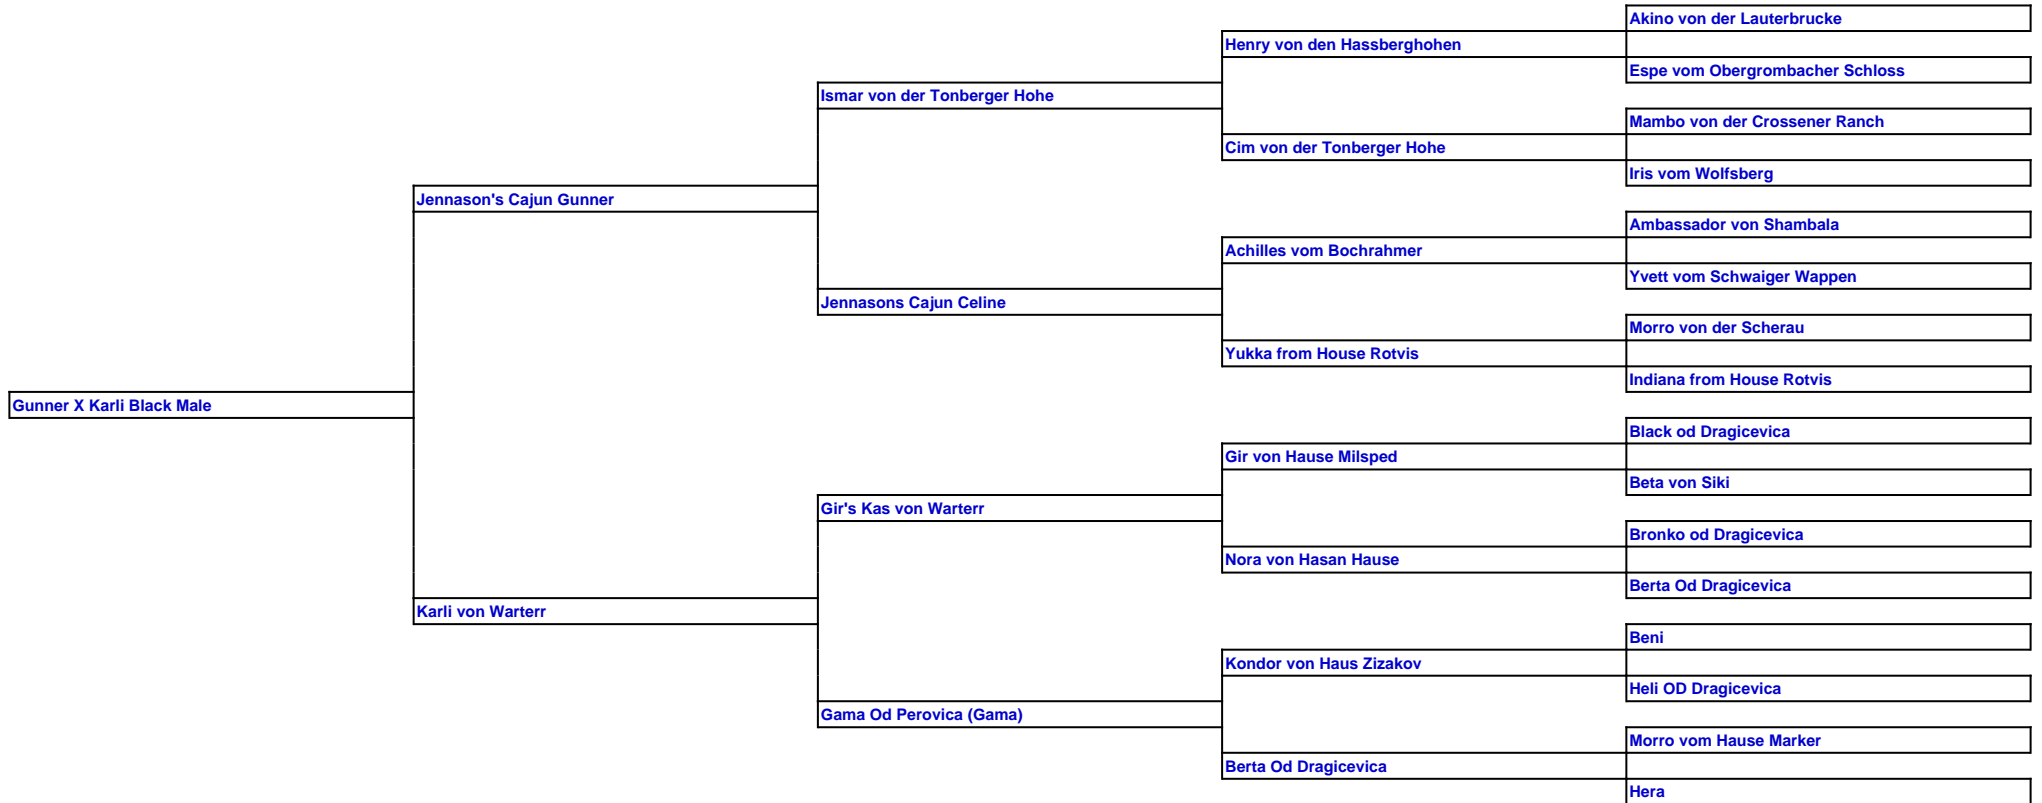 Akino von der Lauterbrucke
Henry von den Hassberghohen
Espe vom Obergrombacher Schloss
Ismar von der Tonberger Hohe
Mambo von der Crossener Ranch
Cim von der Tonberger Hohe
Iris vom Wolfsberg
Jennason's Cajun Gunner
Ambassador von Shambala
Achilles vom Bochrahmer
Yvett vom Schwaiger Wappen
Jennasons Cajun Celine
Morro von der Scherau
Yukka from House Rotvis
Indiana from House Rotvis
Gunner X Karli Black Male
Black od Dragicevica
Gir von Hause Milsped
Beta von Siki
Gir's Kas von Warterr
Bronko od Dragicevica
Nora von Hasan Hause
Berta Od Dragicevica
Karli von Warterr
Beni
Kondor von Haus Zizakov
Heli OD Dragicevica
Gama Od Perovica (Gama)
Morro vom Hause Marker
Berta Od Dragicevica
Hera